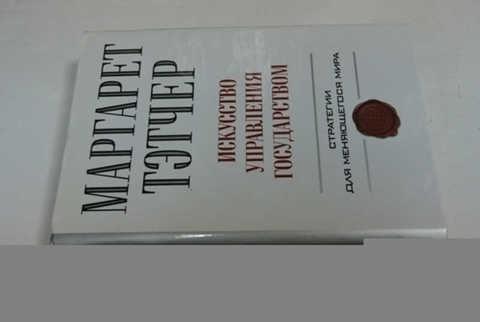 МАРГАРЕТ
ТЭТЧЕР
ИСКУССТВО
УПРАВЛЕНИЯ
ГОСУДАРСТВОМ
СТРАТЕГИИ
ДЛЯ МЕНЯЮЩЕГОСЯ МИРА